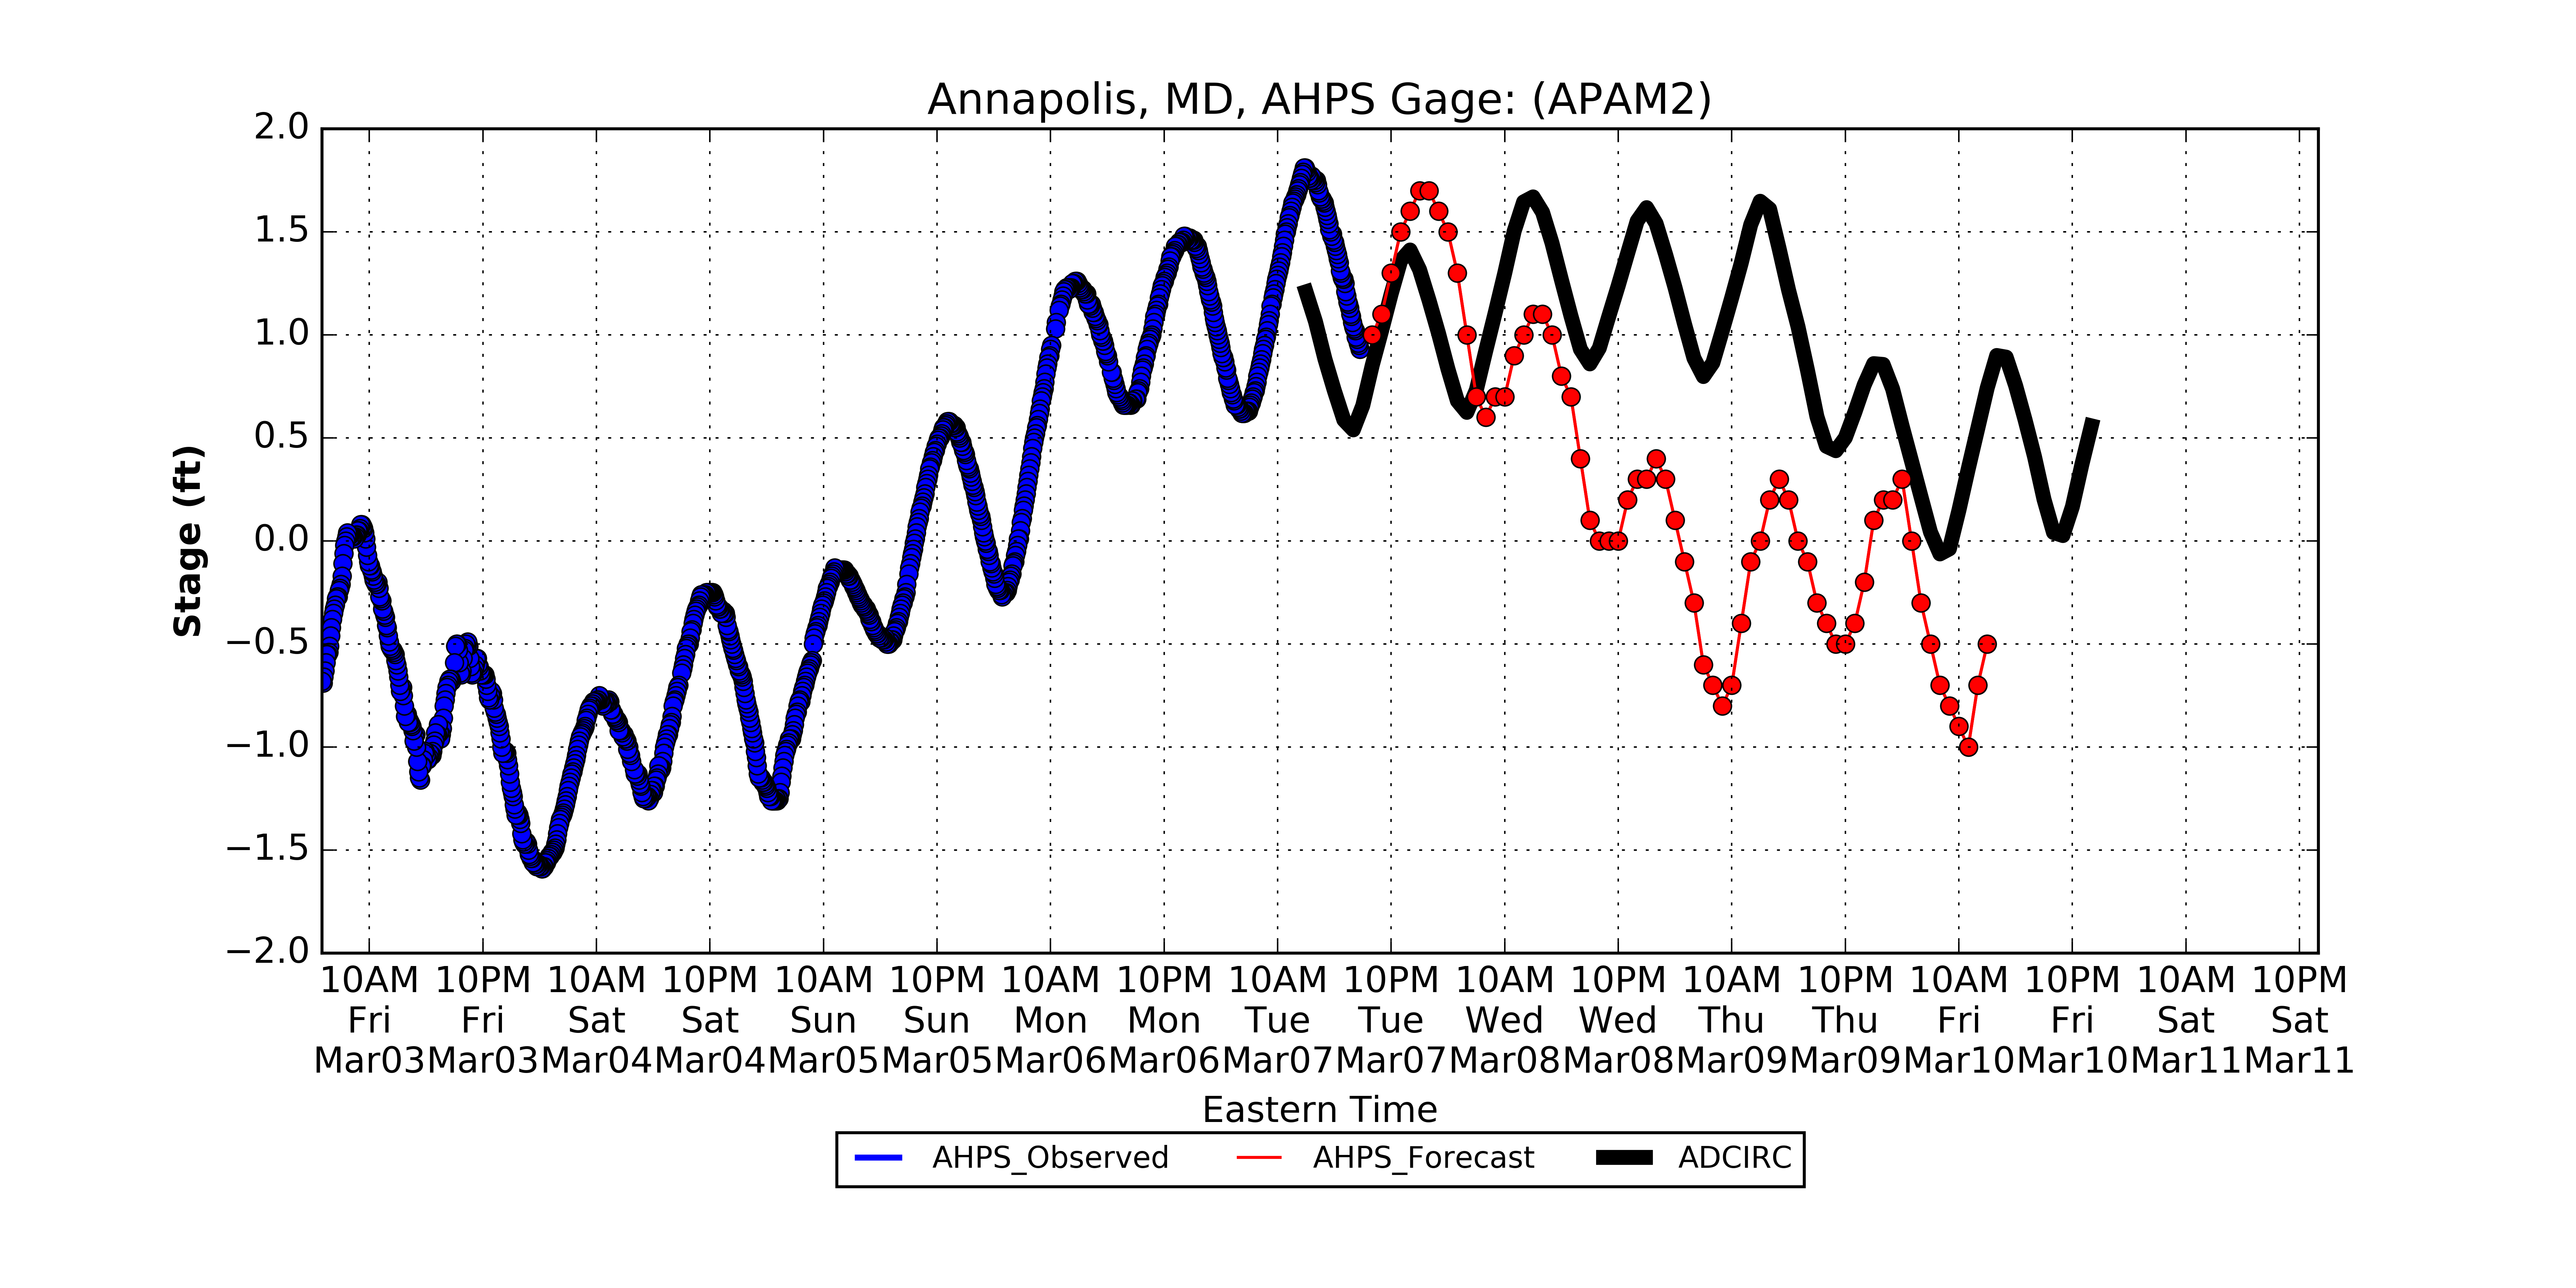 Annapolis, MD, AHPS Gage: (APAM2)
2.0
1.5
1.0
0.5
0.0
−0.5
−1.0
−1.5
−2.0
Stage (ft)
10AM 10PM 10AM 10PM 10AM 10PM 10AM 10PM 10AM 10PM 10AM 10PM 10AM 10PM 10AM 10PM 10AM 10PM
Fri Fri Sat Sat Sun Sun Mon Mon Tue Tue Wed Wed Thu Thu Fri Fri Sat Sat
Mar03 Mar03 Mar04 Mar04 Mar05 Mar05 Mar06 Mar06 Mar07 Mar07 Mar08 Mar08 Mar09 Mar09 Mar10 Mar10 Mar11 Mar11
Eastern Time
AHPS_Observed AHPS_Forecast ADCIRC